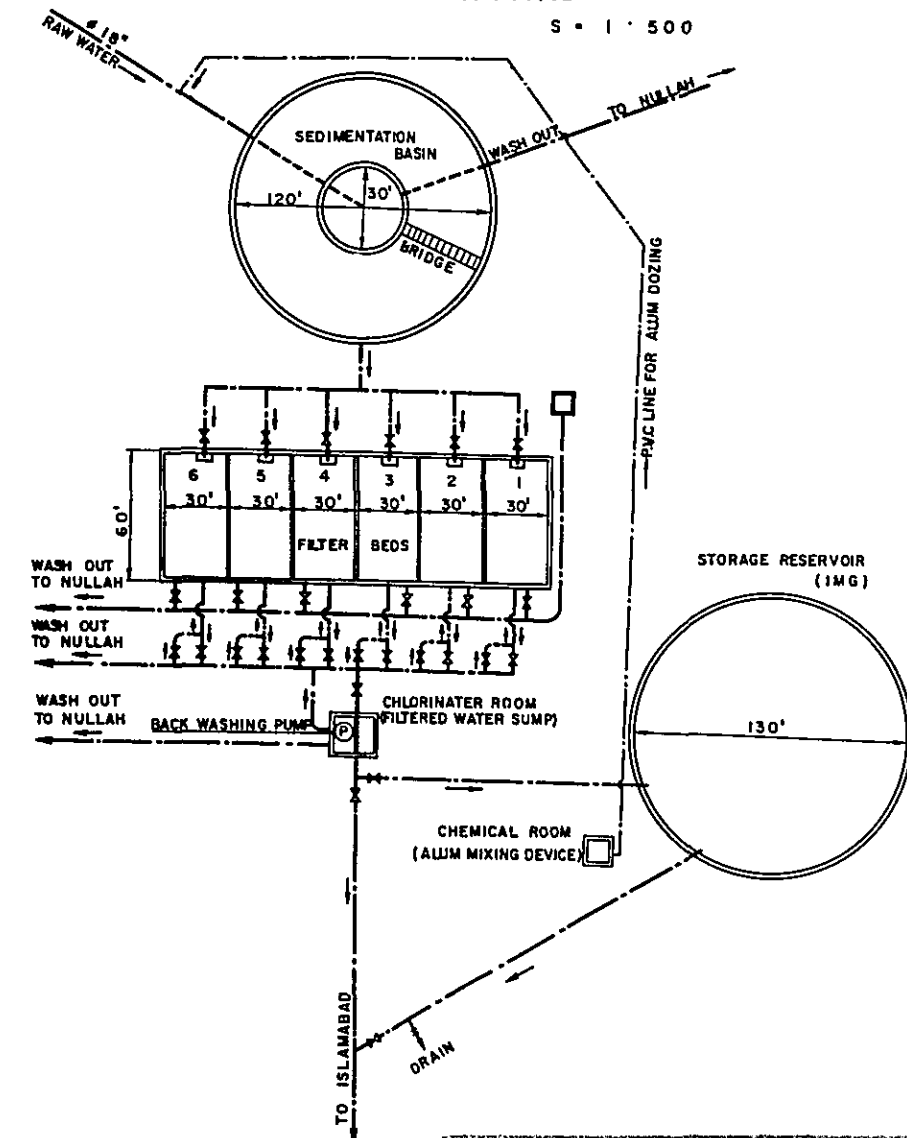 S = 1 : 500
ø 18"
RAW WATER
TO NULLAH
WASH OUT
SEDIMENTATION
BASIN
120'
30'
BRIDGE
P.V.C LINE FOR ALUM DOZING
6 5 4 3 2 1
30' 30' 30' 30' 30' 30'
60'
FILTER BEDS
WASH OUT
TO NULLAH
WASH OUT
TO NULLAH
WASH OUT
TO NULLAH
BACK WASHING PUMP
P
CHLORINATER ROOM
(FILTERED WATER SUMP)
STORAGE RESERVOIR
(1MG)
130'
CHEMICAL ROOM
(ALUM MIXING DEVICE)
TO ISLAMABAD
DRAIN